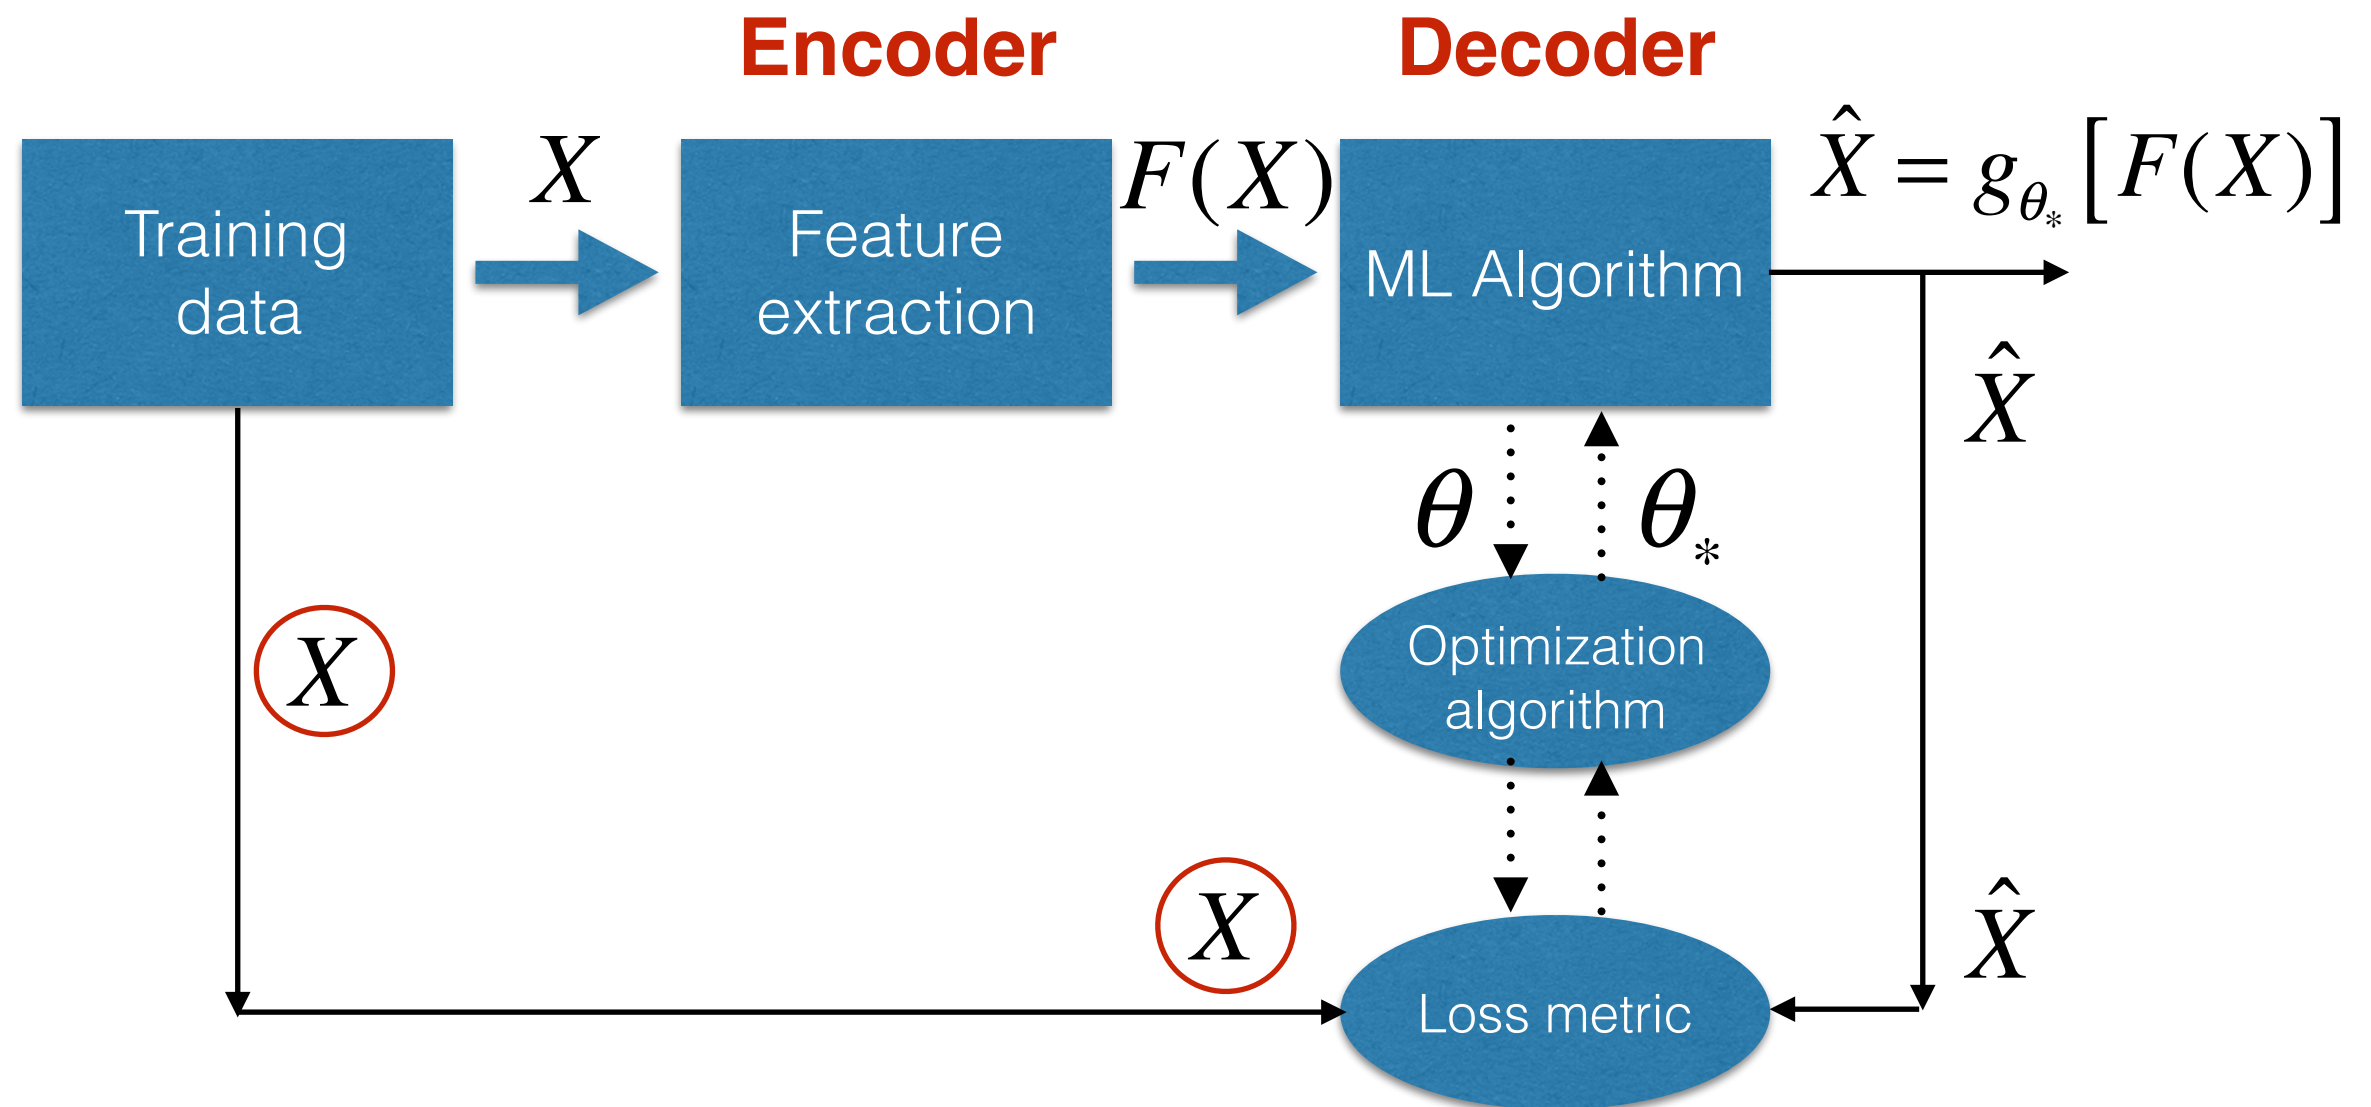 Encoder
Decoder
Training
data
X
Feature
extraction
F(X)
ML Algorithm
X̂ = g_θ* [F(X)]
X̂
θ
θ*
Optimization
algorithm
X
X
X̂
Loss metric